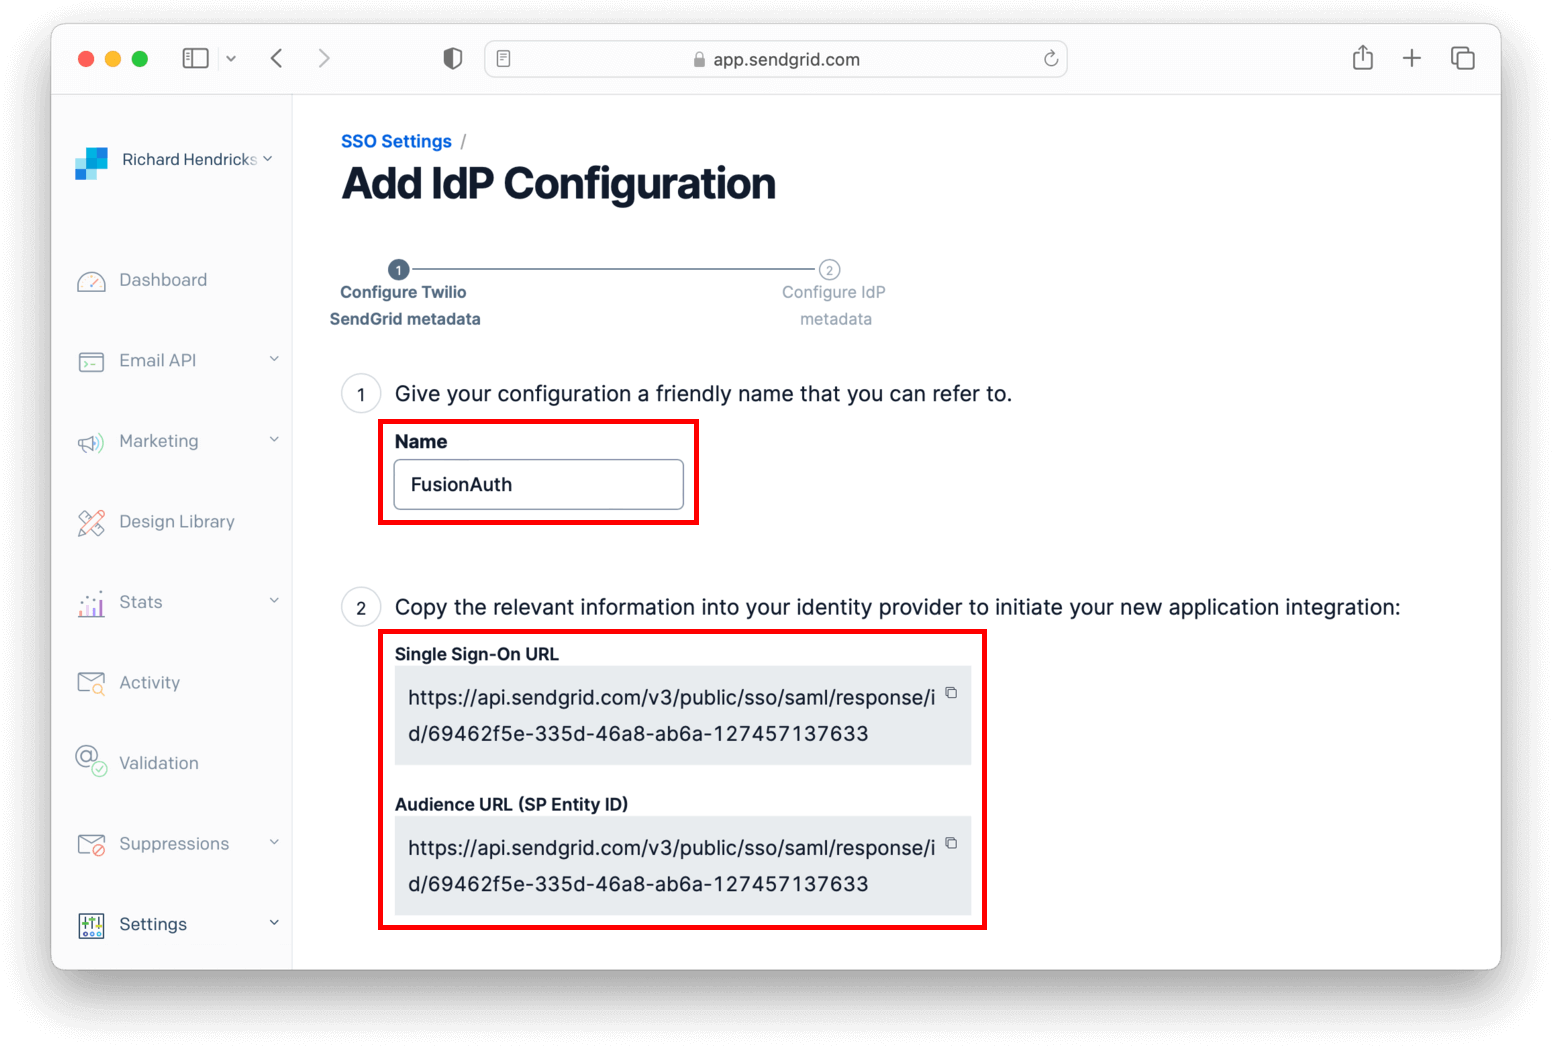 app.sendgrid.com
Richard Hendricks
Dashboard
Email API
Marketing
Design Library
Stats
Activity
Validation
Suppressions
Settings
SSO Settings /
Add IdP Configuration
1
Configure Twilio
SendGrid metadata
2
Configure IdP
metadata
1 Give your configuration a friendly name that you can refer to.
Name
FusionAuth
2 Copy the relevant information into your identity provider to initiate your new application integration:
Single Sign-On URL
https://api.sendgrid.com/v3/public/sso/saml/response/i
d/69462f5e-335d-46a8-ab6a-127457137633
Audience URL (SP Entity ID)
https://api.sendgrid.com/v3/public/sso/saml/response/i
d/69462f5e-335d-46a8-ab6a-127457137633